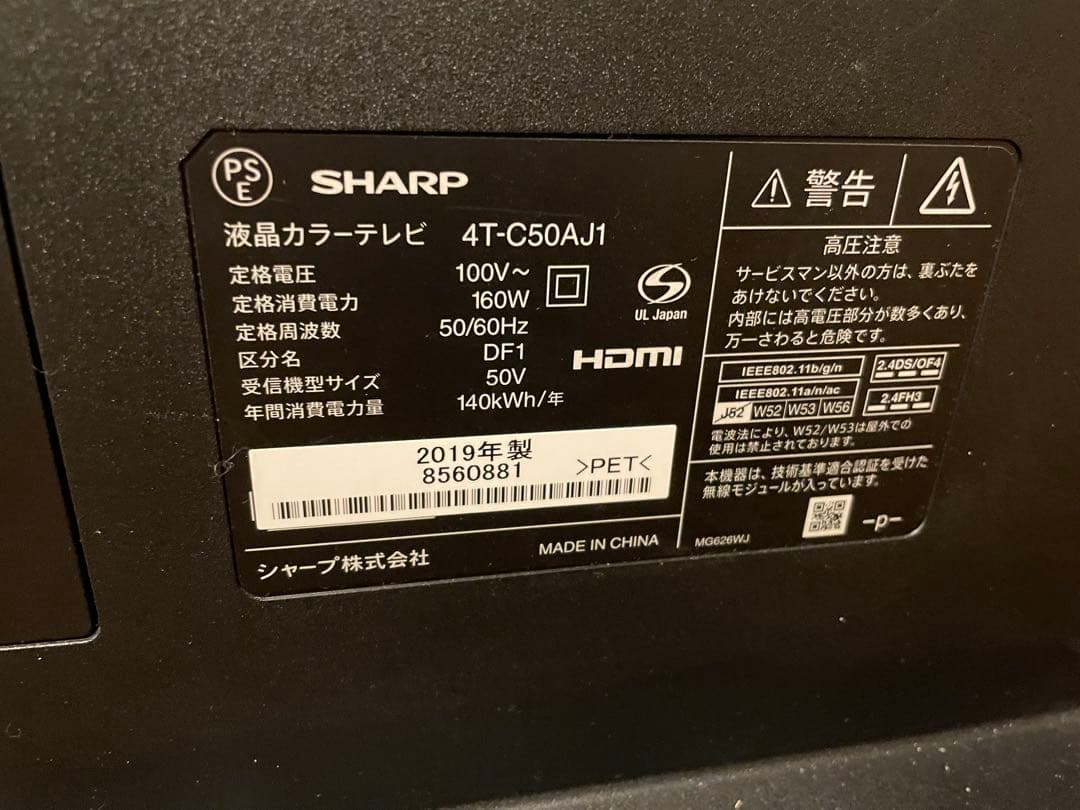 PS
E
SHARP
液晶カラーテレビ 4T-C50AJ1
定格電圧 100V～
定格消費電力 160W
定格周波数 50/60Hz
区分名 DF1
受信機型サイズ 50V
年間消費電力量 140kWh/年
UL Japan
HDMI
2019年製
8560881
>PET<
シャープ株式会社
MADE IN CHINA
警告
高圧注意
サービスマン以外の方は、裏ぶたを
あけないでください。
内部には高電圧部分が数多くあり、
万一さわると危険です。
IEEE802.11b/g/n
IEEE802.11a/n/ac
J52 W52 W53 W56
2.4DS/OF4
2.4FH3
電波法により、W52/W53は屋外での
使用は禁止されております。
本機器は、技術基準適合認証を受けた
無線モジュールが入っています。
MG626WJ
-p-